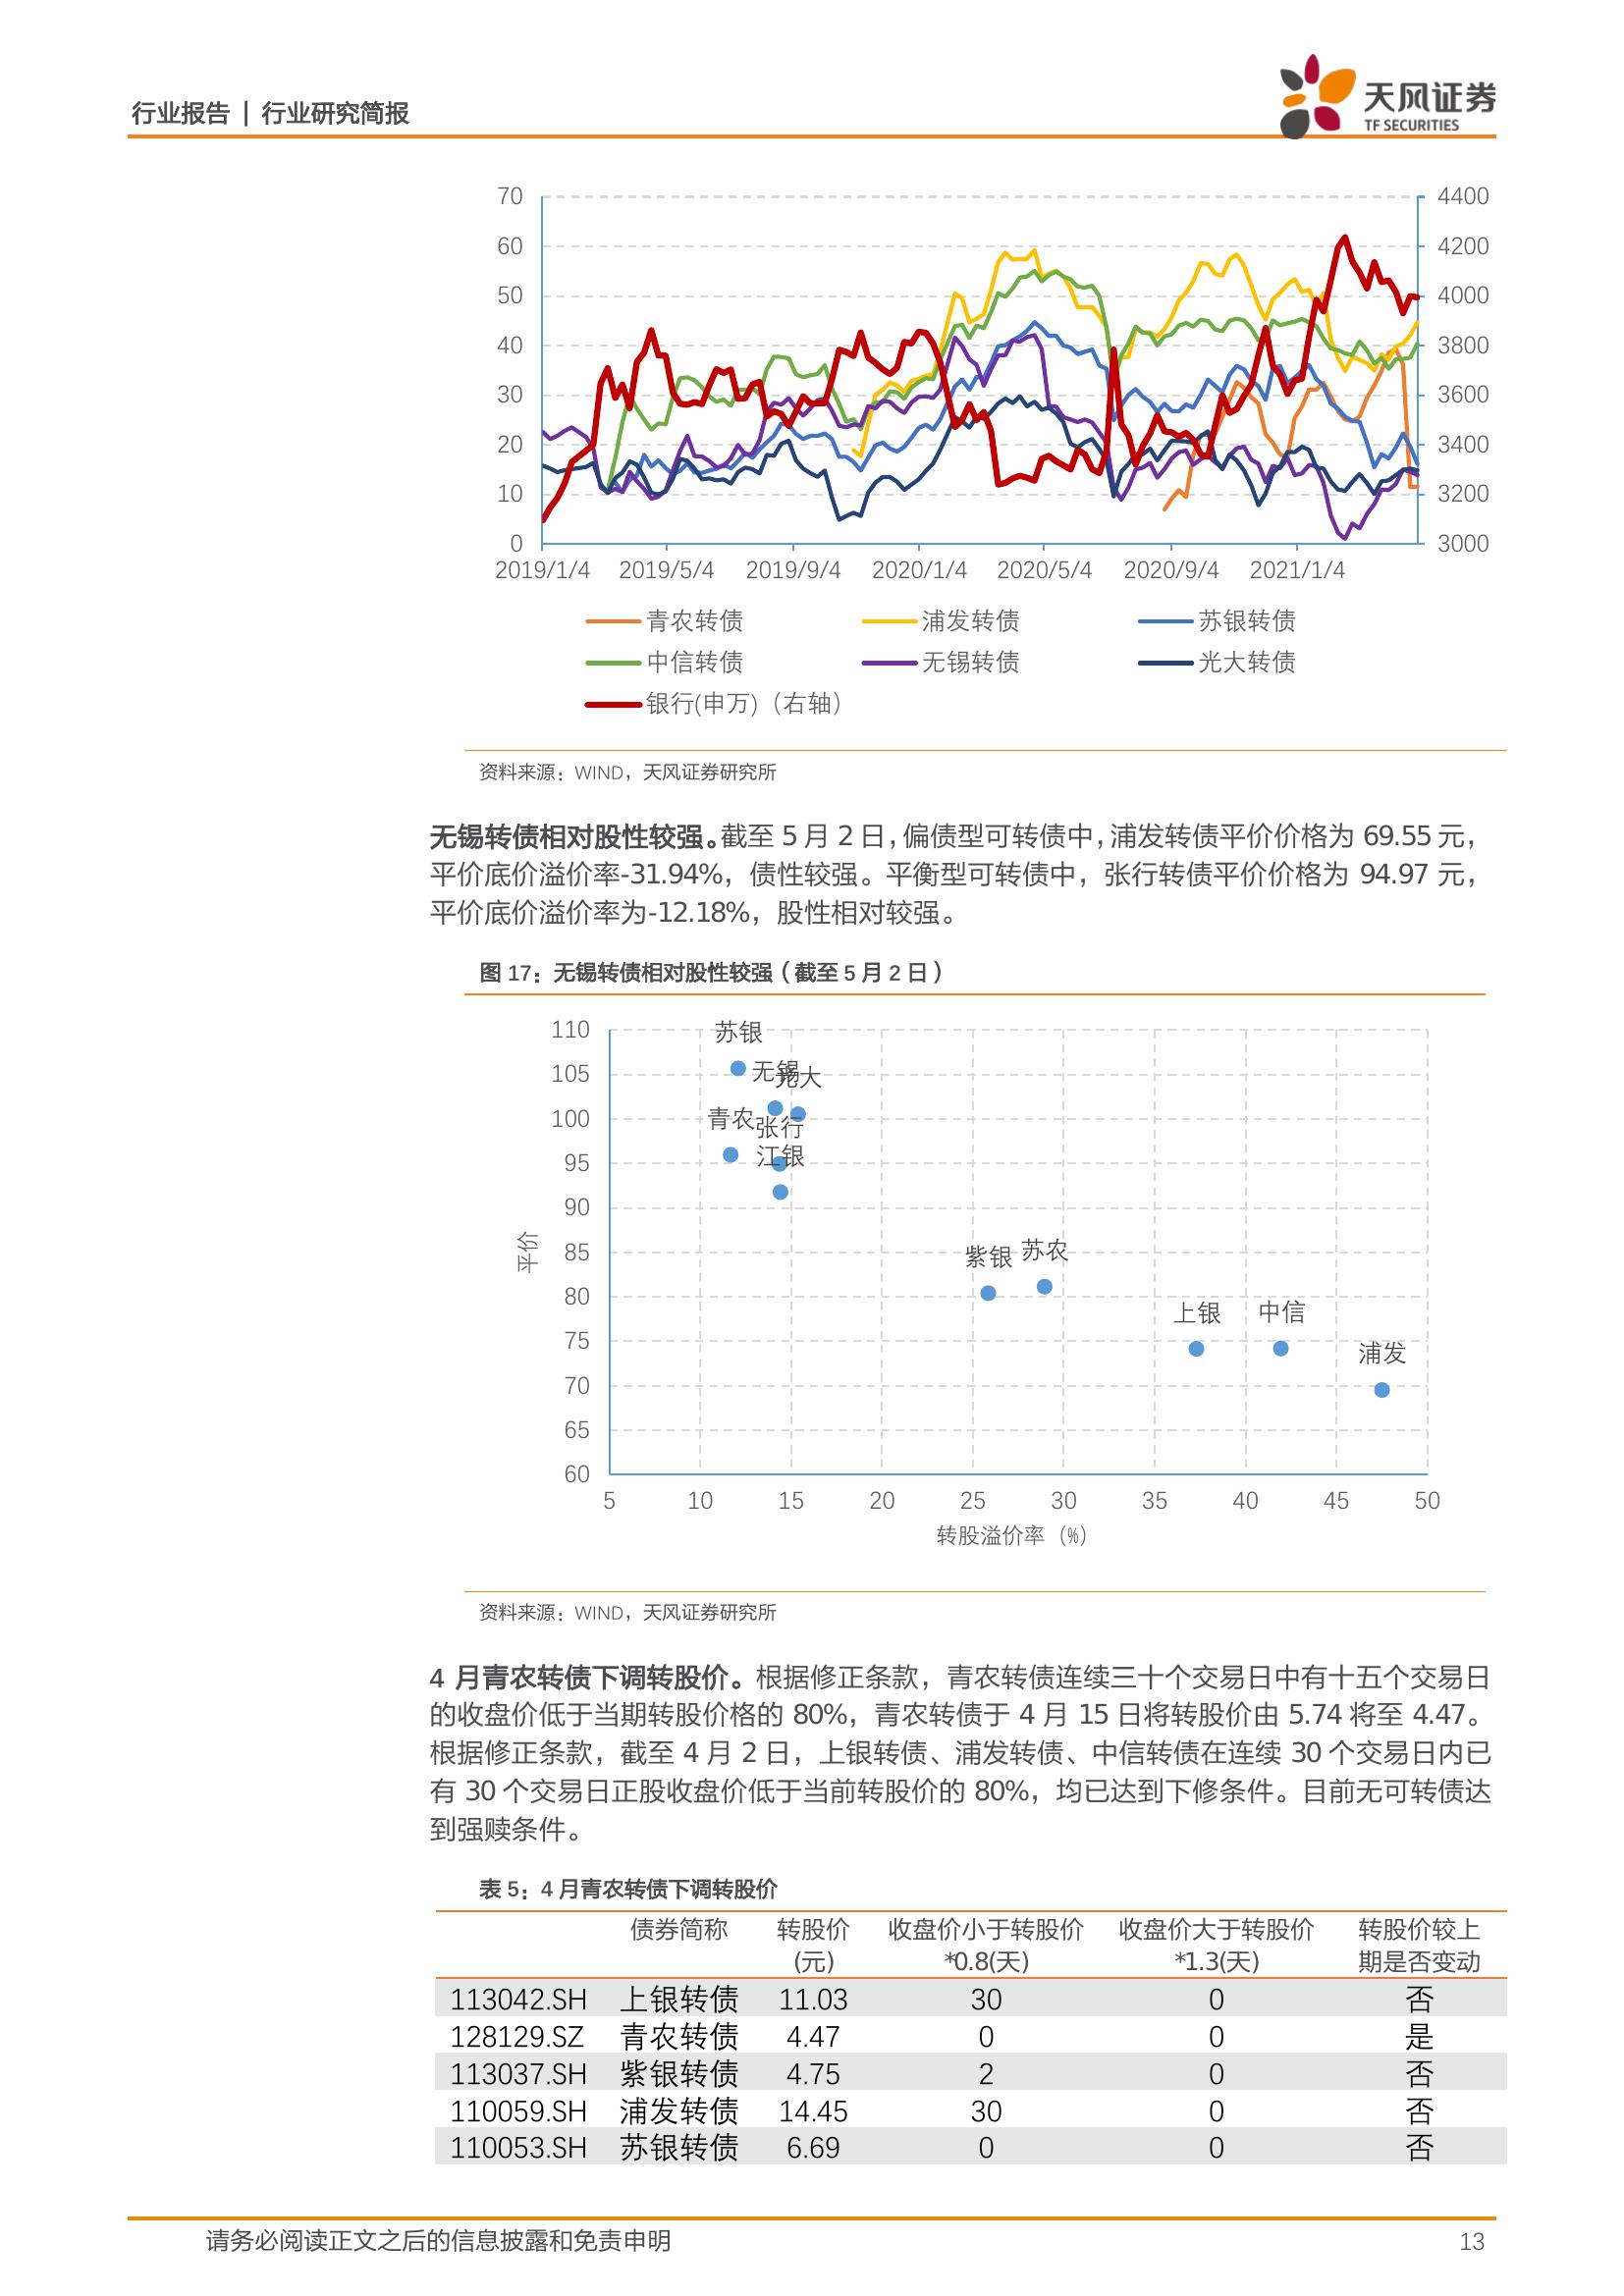 行业报告 | 行业研究简报
天风证券
TF SECURITIES
70
60
50
40
30
20
10
0
4400
4200
4000
3800
3600
3400
3200
3000
2019/1/4 2019/5/4 2019/9/4 2020/1/4 2020/5/4 2020/9/4 2021/1/4
青农转债 浦发转债 苏银转债
中信转债 无锡转债 光大转债
银行(申万)（右轴）
资料来源：WIND，天风证券研究所
无锡转债相对股性较强。截至 5 月 2 日，偏债型可转债中，浦发转债平价价格为 69.55 元，
平价底价溢价率-31.94%，债性较强。平衡型可转债中，张行转债平价价格为 94.97 元，
平价底价溢价率为-12.18%，股性相对较强。
图 17：无锡转债相对股性较强（截至 5 月 2 日）
110
105
100
95
90
85
80
75
70
65
60
平价
苏银
无锡
光大
青农
张行
江银
紫银
苏农
上银
中信
浦发
5 10 15 20 25 30 35 40 45 50
转股溢价率（%）
资料来源：WIND，天风证券研究所
4 月青农转债下调转股价。根据修正条款，青农转债连续三十个交易日中有十五个交易日
的收盘价低于当期转股价格的 80%，青农转债于 4 月 15 日将转股价由 5.74 将至 4.47。
根据修正条款，截至 4 月 2 日，上银转债、浦发转债、中信转债在连续 30 个交易日内已
有 30 个交易日正股收盘价低于当前转股价的 80%，均已达到下修条件。目前无可转债达
到强赎条件。
表 5：4 月青农转债下调转股价
债券简称 转股价 收盘价小于转股价 收盘价大于转股价 转股价较上
(元) *0.8(天) *1.3(天) 期是否变动
113042.SH 上银转债 11.03 30 0 否
128129.SZ 青农转债 4.47 0 0 是
113037.SH 紫银转债 4.75 2 0 否
110059.SH 浦发转债 14.45 30 0 否
110053.SH 苏银转债 6.69 0 0 否
请务必阅读正文之后的信息披露和免责申明 13